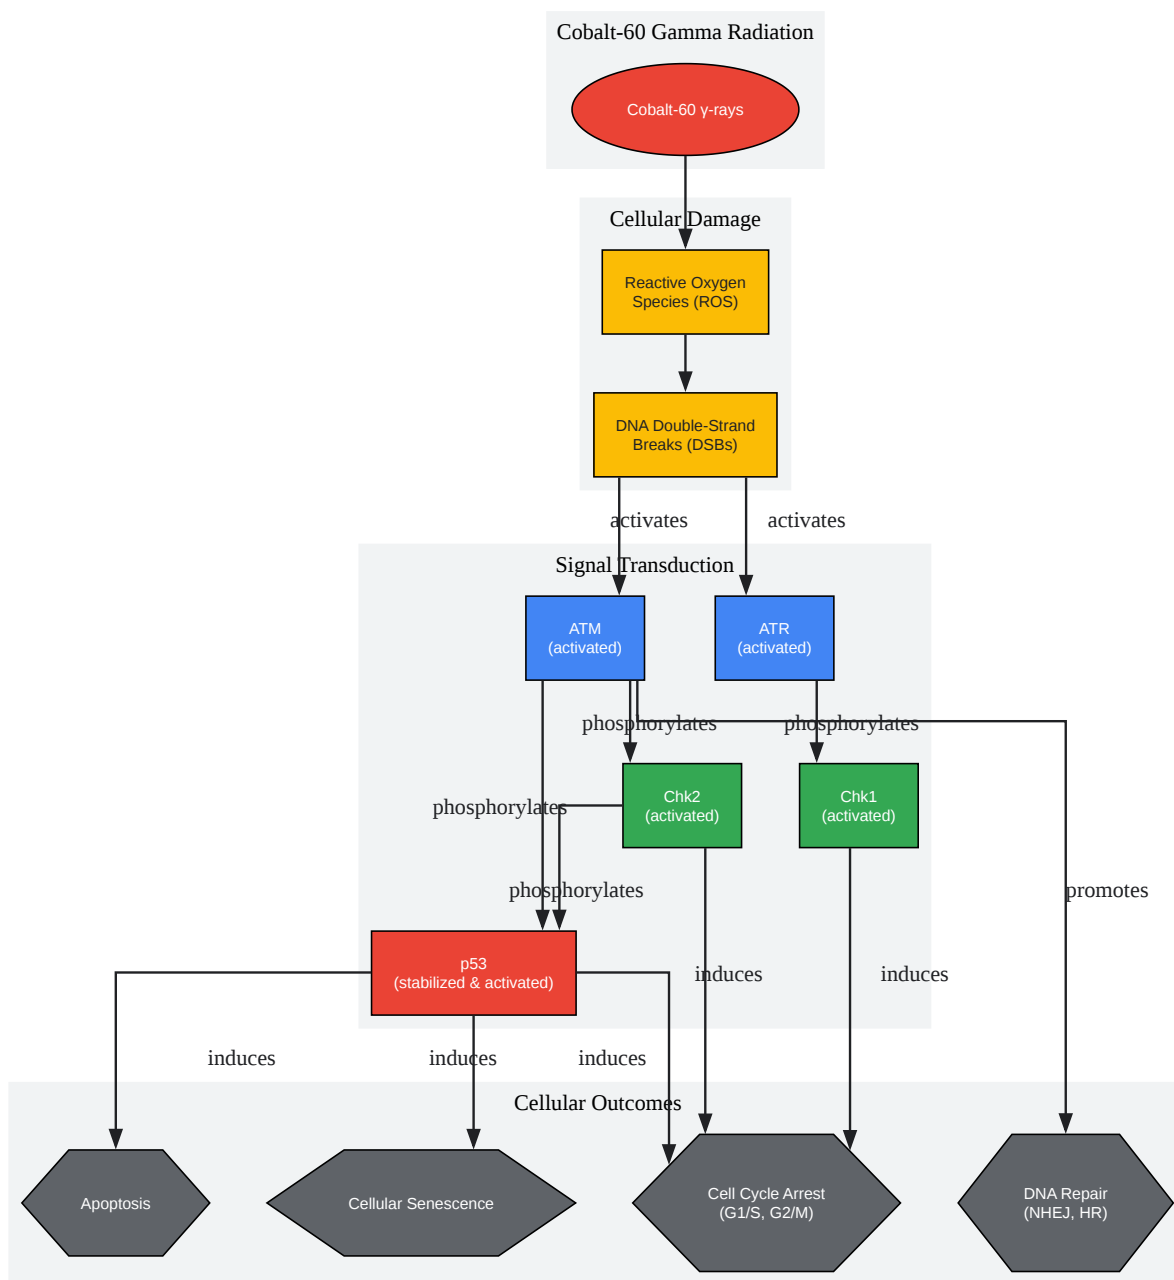 Cobalt-60 Gamma Radiation
Cobalt-60 γ-rays
Cellular Damage
Reactive Oxygen
Species (ROS)
DNA Double-Strand
Breaks (DSBs)
activates
activates
Signal Transduction
ATM
(activated)
ATR
(activated)
phosphorylates
phosphorylates
Chk2
(activated)
Chk1
(activated)
phosphorylates
phosphorylates
promotes
p53
(stabilized & activated)
induces
induces
induces
induces
induces
Cellular Outcomes
Apoptosis
Cellular Senescence
Cell Cycle Arrest
(G1/S, G2/M)
DNA Repair
(NHEJ, HR)